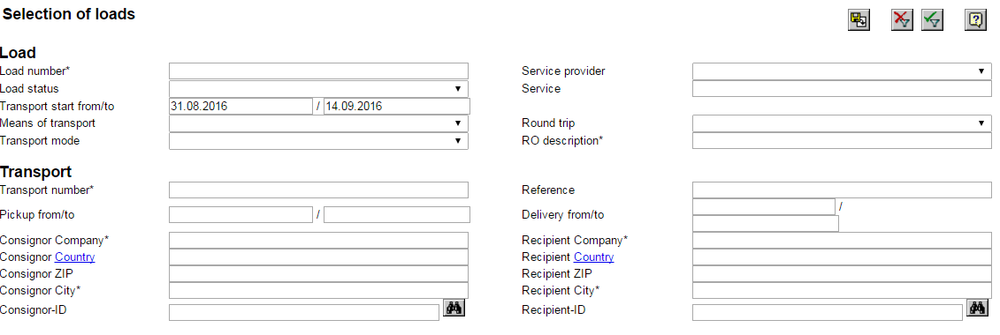 Selection of loads
Load
Load number* Service provider
Load status Service
Transport start from/to 31.08.2016 / 14.09.2016
Means of transport Round trip
Transport mode RO description*
Transport
Transport number* Reference
Pickup from/to / Delivery from/to /
Consignor Company* Recipient Company*
Consignor Country Recipient Country
Consignor ZIP Recipient ZIP
Consignor City* Recipient City*
Consignor-ID Recipient-ID